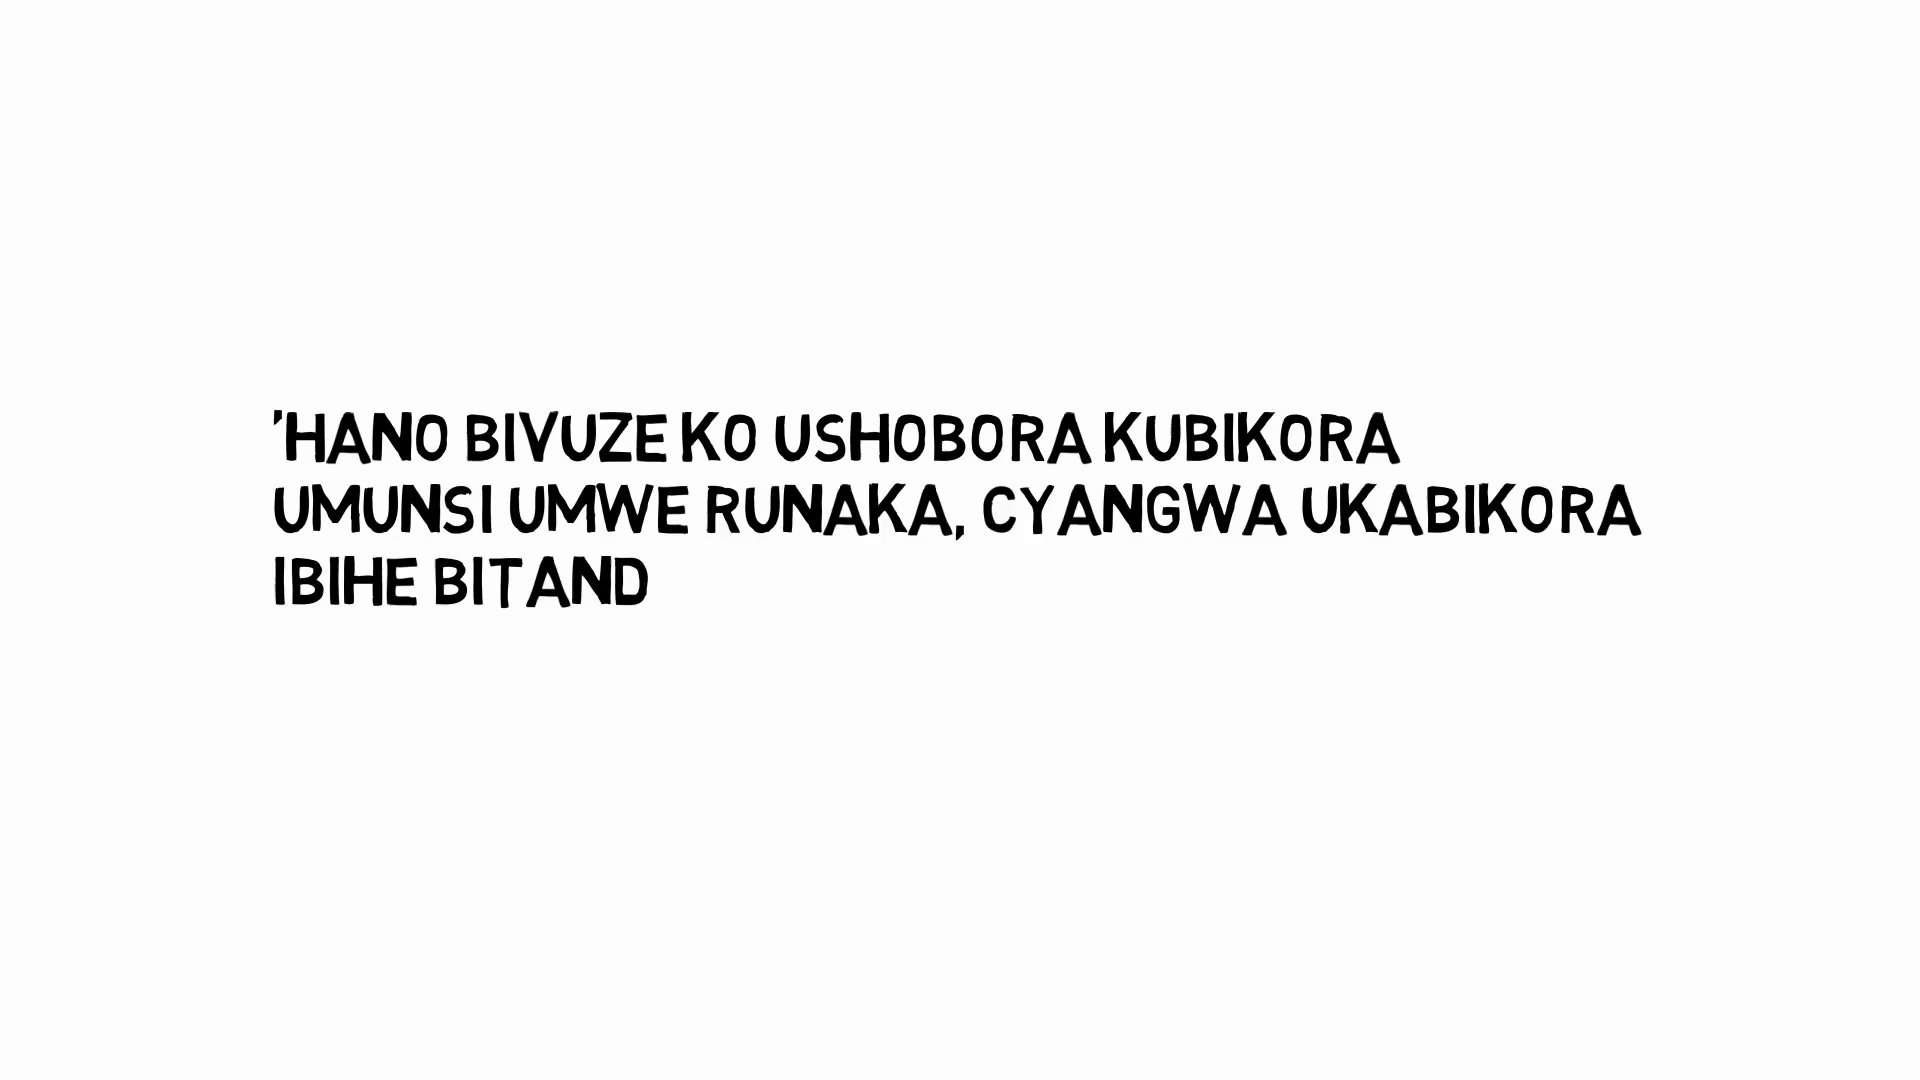 'HANO BIVUZE KO USHOBORA KUBIKORA
UMUNSI UMWE RUNAKA, CYANGWA UKABIKORA
IBIHE BITAND